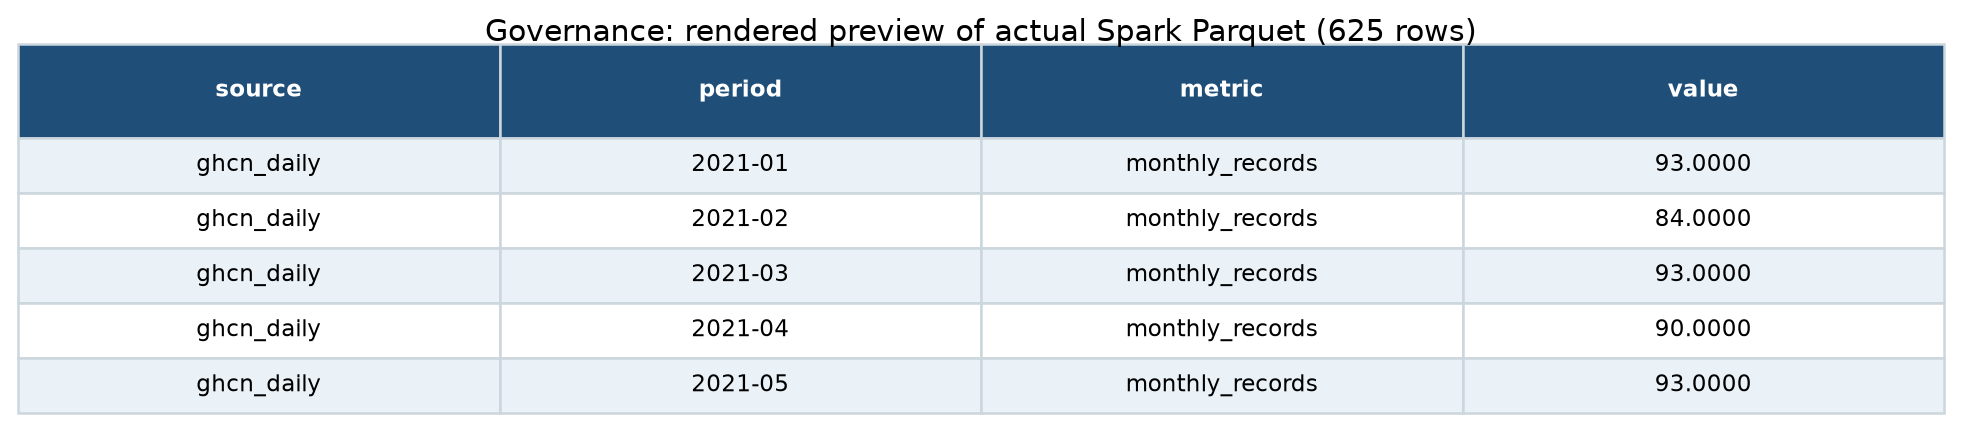 Governance: rendered preview of actual Spark Parquet (625 rows)
source period metric value
ghcn_daily 2021-01 monthly_records 93.0000
ghcn_daily 2021-02 monthly_records 84.0000
ghcn_daily 2021-03 monthly_records 93.0000
ghcn_daily 2021-04 monthly_records 90.0000
ghcn_daily 2021-05 monthly_records 93.0000